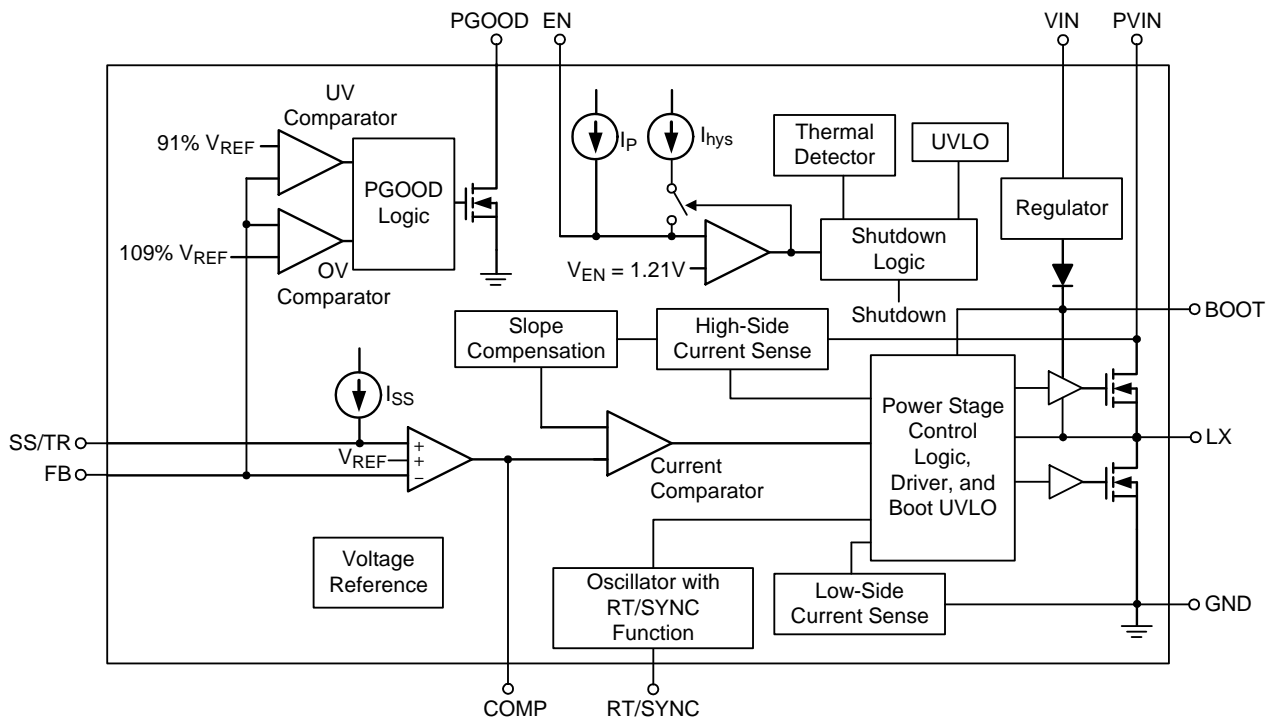 PGOOD
EN
VIN
PVIN
UV
Comparator
91% VREF
PGOOD
Logic
109% VREF
OV
Comparator
IP
Ihys
Thermal
Detector
UVLO
Regulator
VEN = 1.21V
Shutdown
Logic
Shutdown
BOOT
Slope
Compensation
High-Side
Current Sense
ISS
SS/TR
FB
VREF
+
+
−
Current
Comparator
Power Stage
Control
Logic,
Driver, and
Boot UVLO
LX
Voltage
Reference
Oscillator with
RT/SYNC
Function
Low-Side
Current Sense
GND
COMP
RT/SYNC